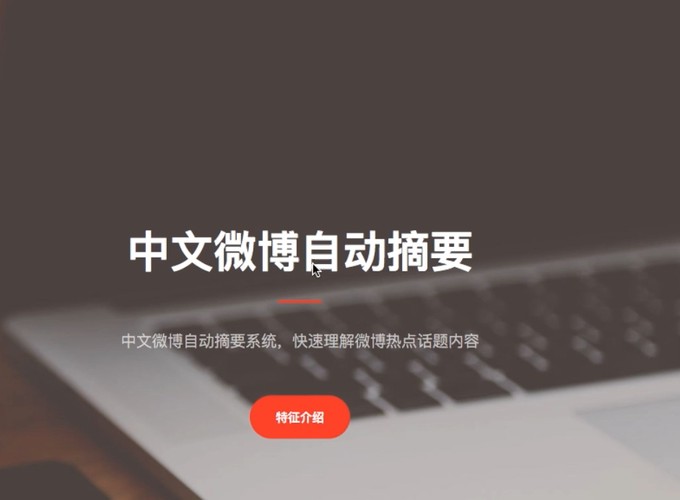 中文微博自动摘要
中文微博自动摘要系统，快速理解微博热点话题内容
特征介绍